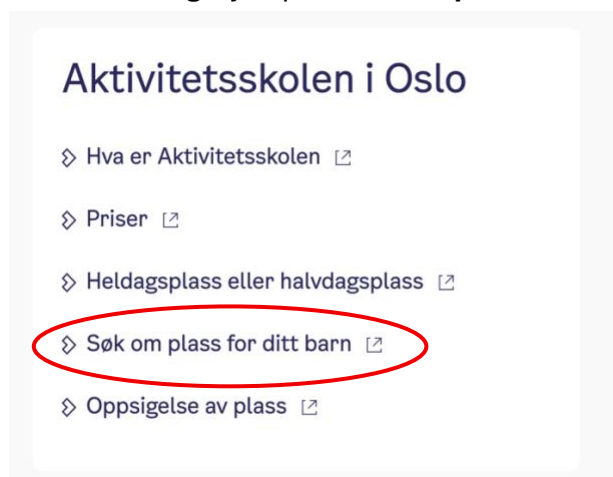 Aktivitetsskolen i Oslo
Hva er Aktivitetsskolen
Priser
Heldagsplass eller halvdagsplass
Søk om plass for ditt barn
Oppsigelse av plass